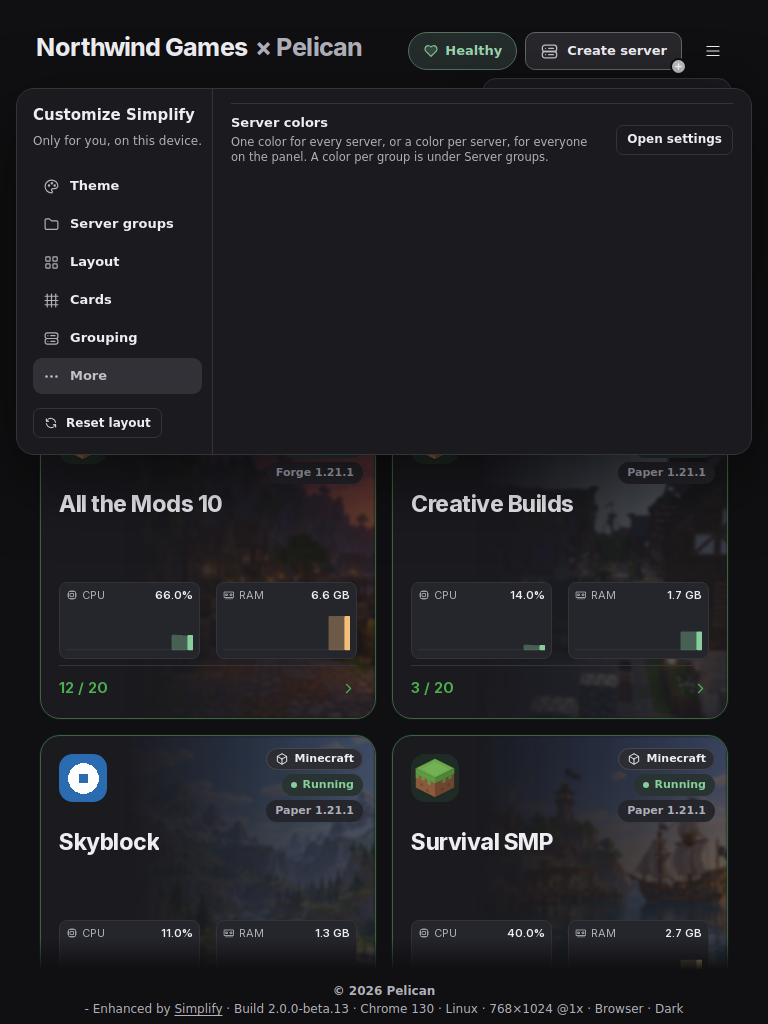 Northwind Games × Pelican
Healthy
Create server
Customize Simplify
Only for you, on this device.
Theme
Server groups
Layout
Cards
Grouping
More
Reset layout
Server colors
One color for every server, or a color per server, for everyone
on the panel. A color per group is under Server groups.
Open settings
Forge 1.21.1
All the Mods 10
CPU 66.0%
RAM 6.6 GB
12 / 20
Paper 1.21.1
Creative Builds
CPU 14.0%
RAM 1.7 GB
3 / 20
Minecraft
Running
Paper 1.21.1
Skyblock
CPU 11.0%
RAM 1.3 GB
Minecraft
Running
Paper 1.21.1
Survival SMP
CPU 40.0%
RAM 2.7 GB
© 2026 Pelican
- Enhanced by Simplify · Build 2.0.0-beta.13 · Chrome 130 · Linux · 768×1024 @1x · Browser · Dark